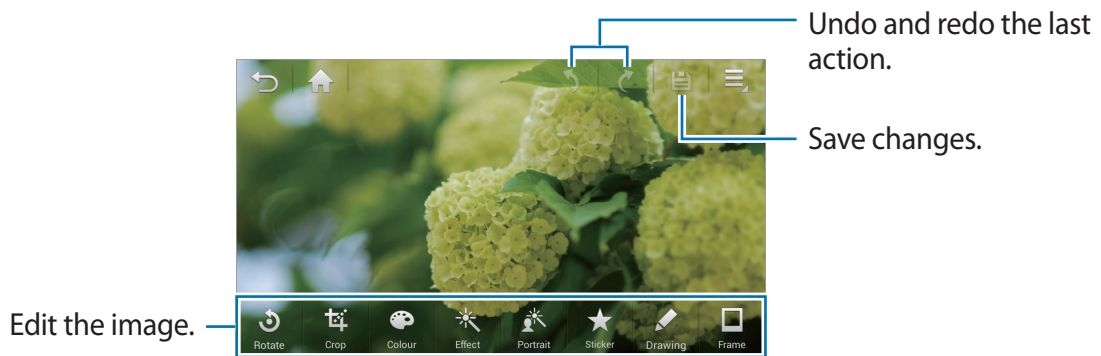 Undo and redo the last
action.
Save changes.
Edit the image.
Rotate
Crop
Colour
Effect
Portrait
Sticker
Drawing
Frame